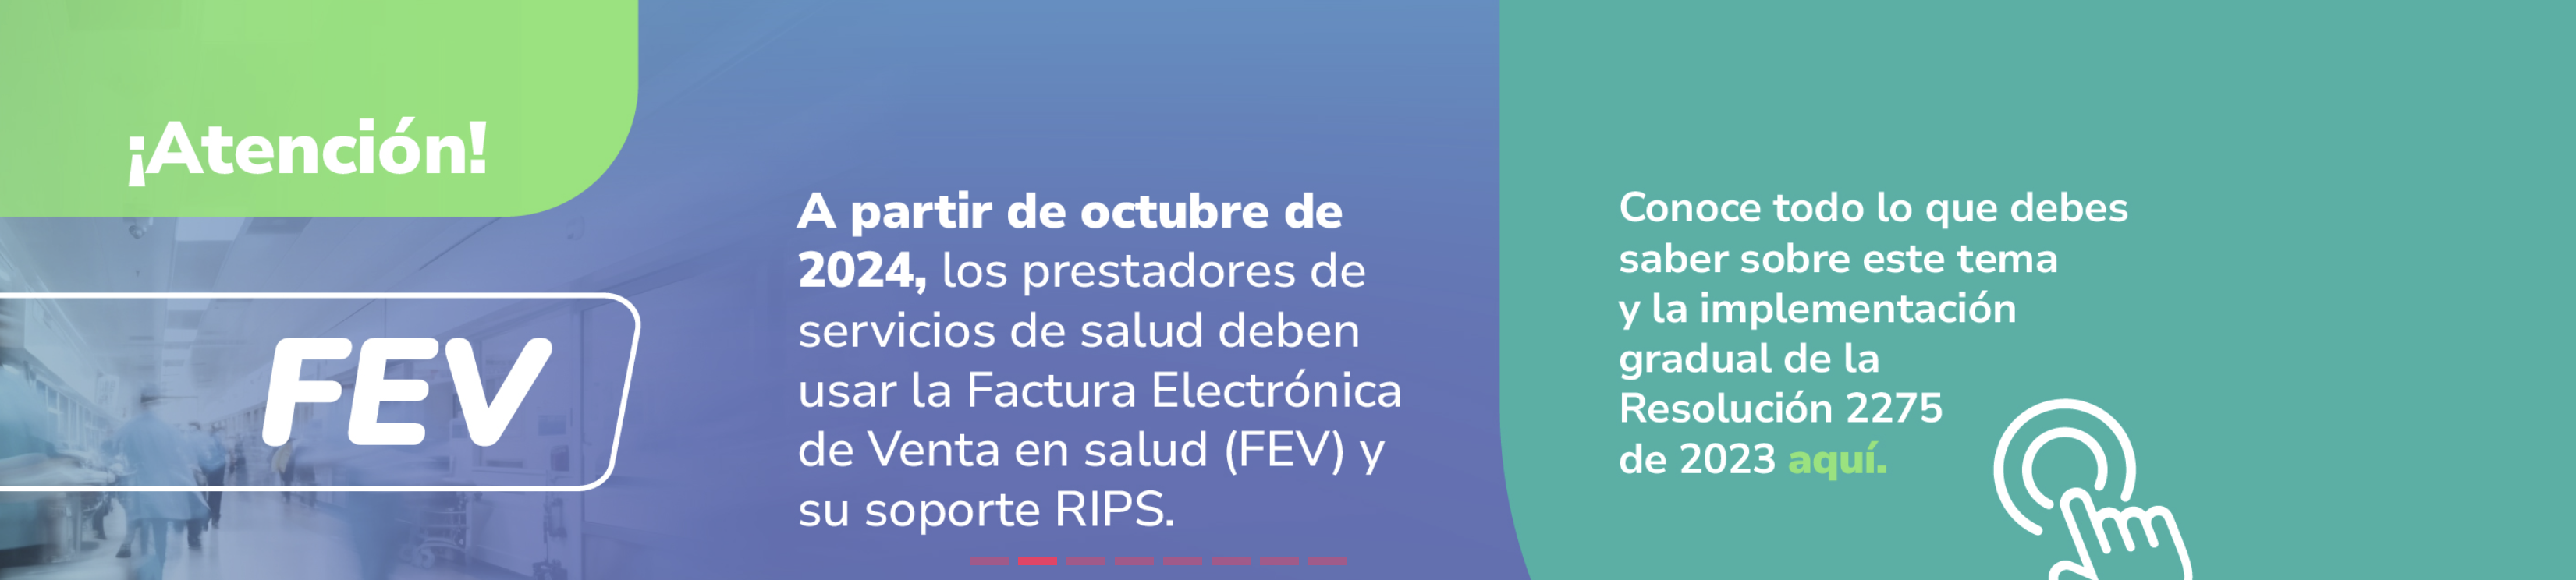 ¡Atención!
FEV
A partir de octubre de
2024, los prestadores de
servicios de salud deben
usar la Factura Electrónica
de Venta en salud (FEV) y
su soporte RIPS.
Conoce todo lo que debes
saber sobre este tema
y la implementación
gradual de la
Resolución 2275
de 2023 aquí.